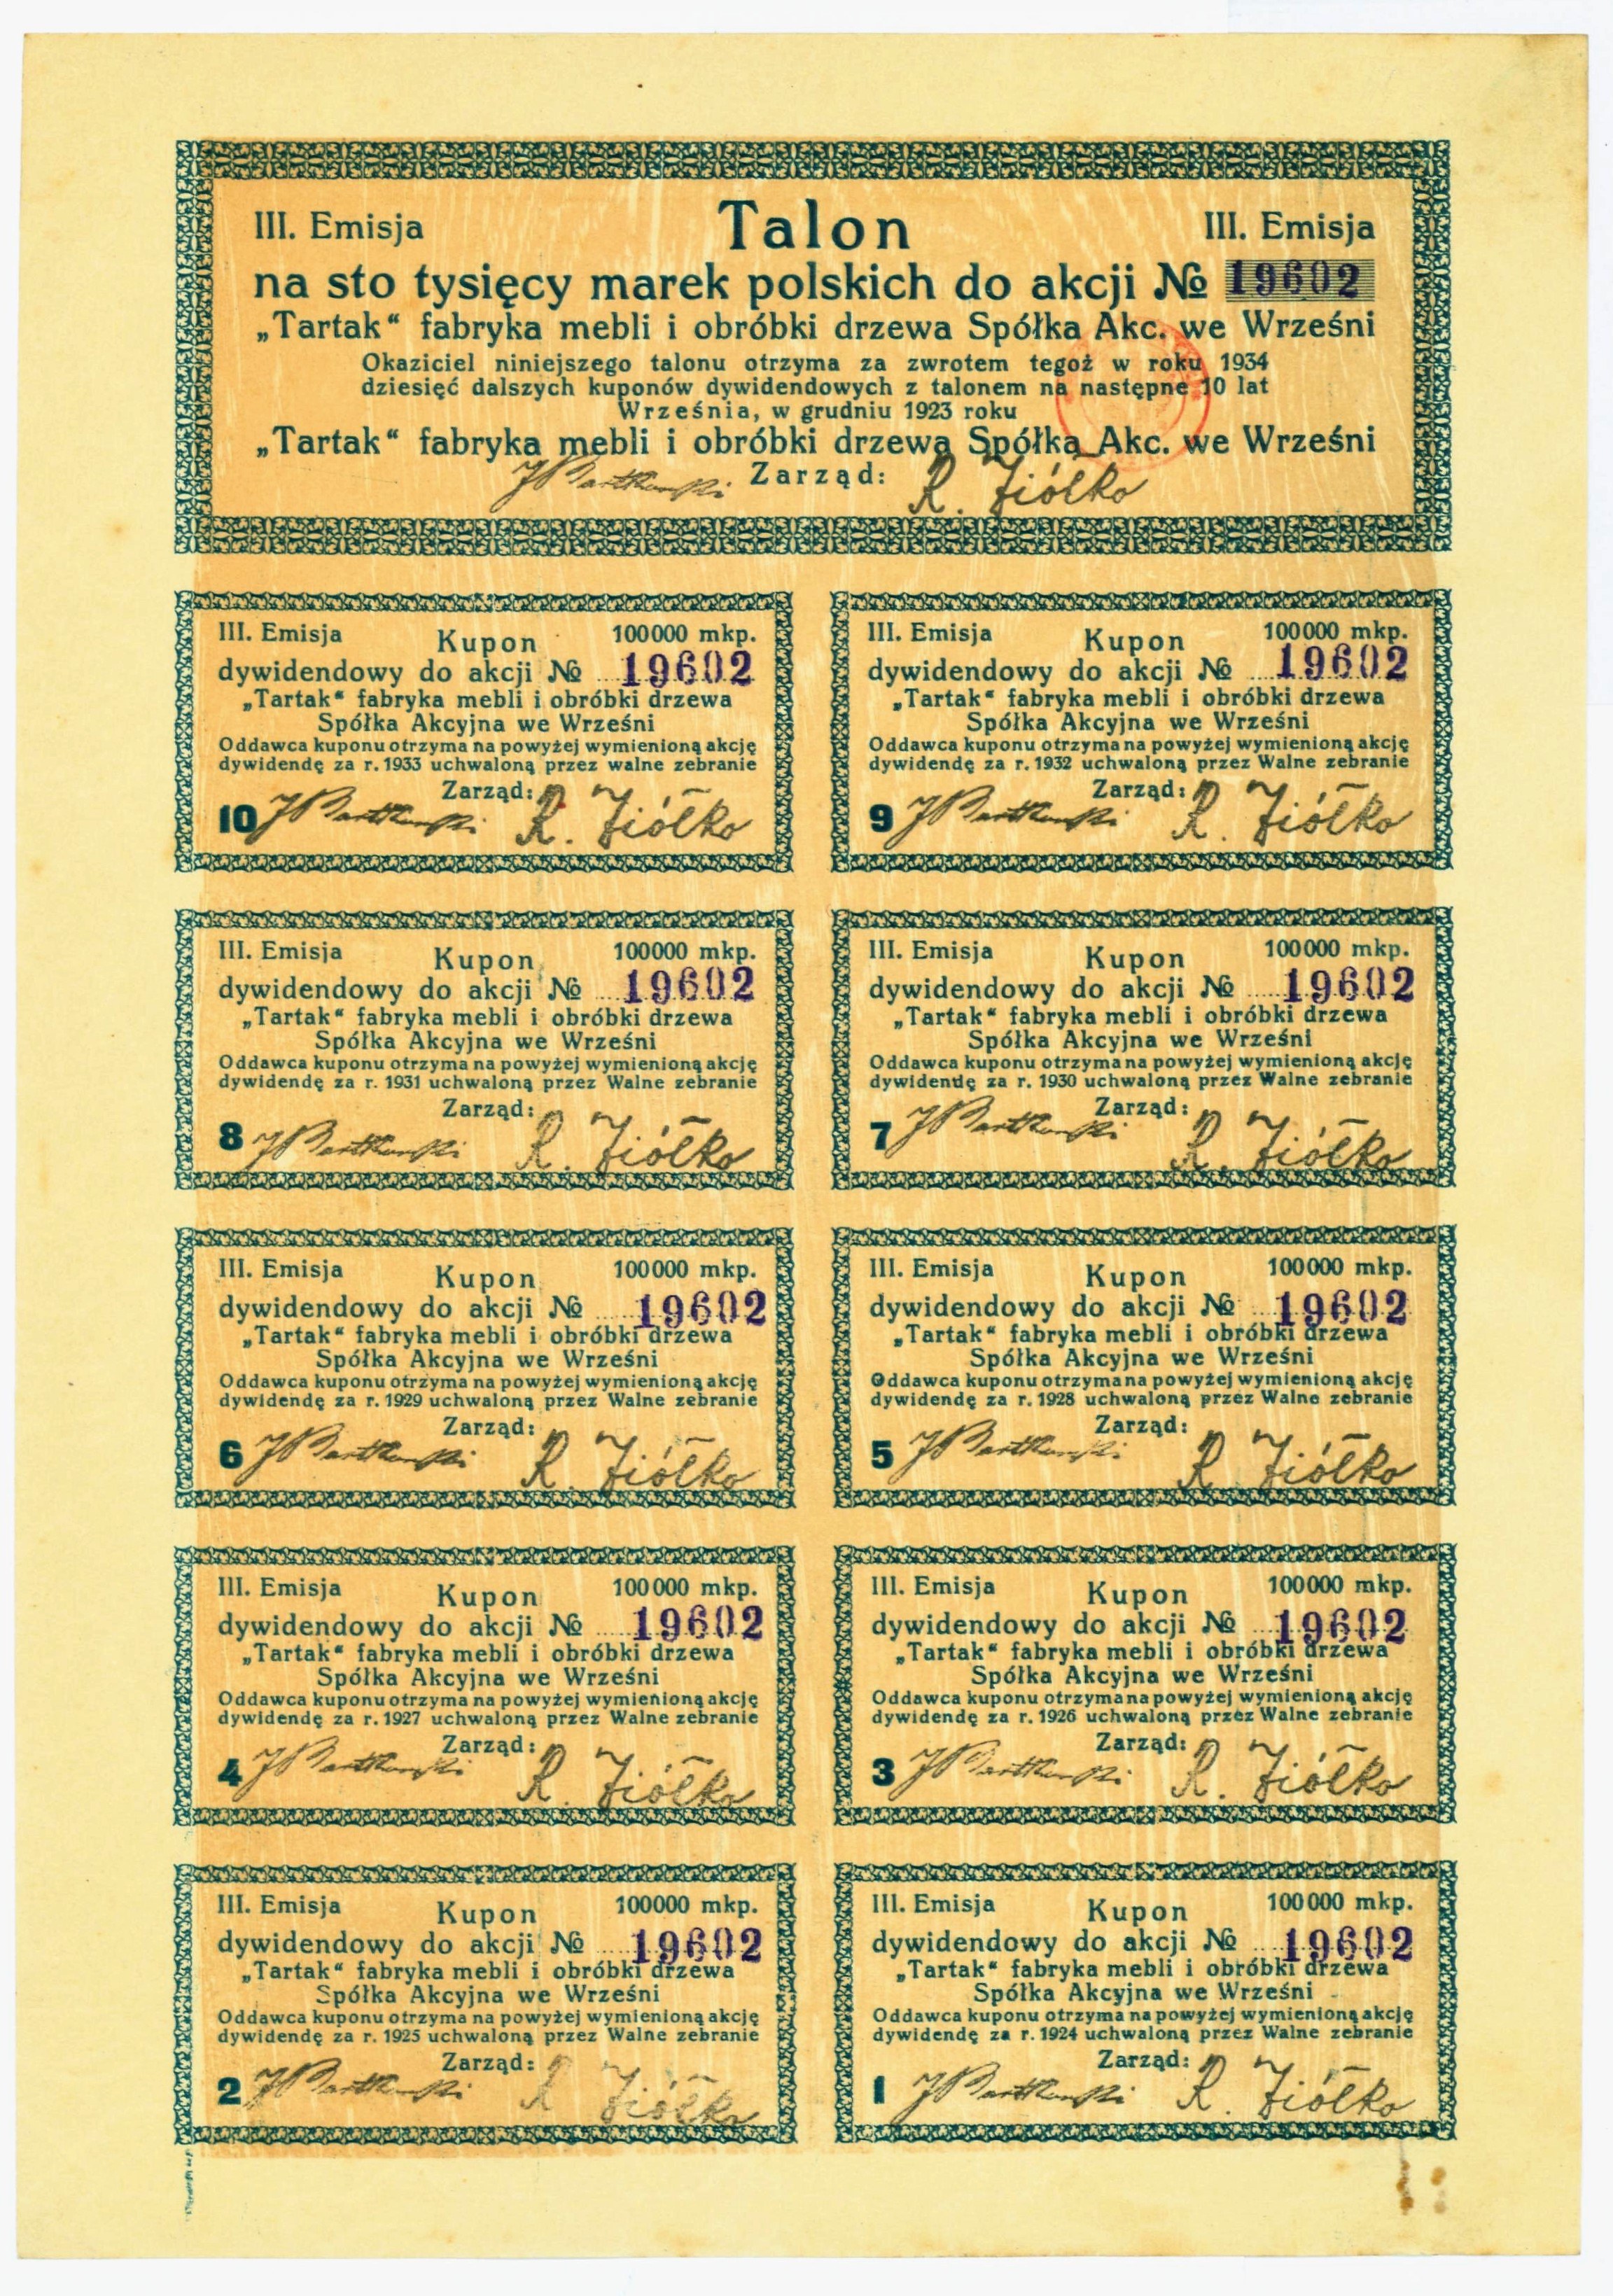 III. Emisja Talon III. Emisja
na sto tysięcy marek polskich do akcji № 19602
„Tartak“ fabryka mebli i obróbki drzewa Spółka Akc. we Wrześni
Okaziciel niniejszego talonu otrzyma za zwrotem tegoż w roku 1934
dziesięć dalszych kuponów dywidendowych z talonem na następne 10 lat
Września, w grudniu 1923 roku
„Tartak“ fabryka mebli i obróbki drzewa Spółka Akc. we Wrześni
Zarząd:
R. Ziółko
III. Emisja Kupon 100000 mkp.
dywidendowy do akcji № 19602
„Tartak“ fabryka mebli i obróbki drzewa
Spółka Akcyjna we Wrześni
Oddawca kuponu otrzyma na powyżej wymienioną akcję
dywidendę za r. 1933 uchwaloną przez walne zebranie
Zarząd:
10 R. Ziółko
III. Emisja Kupon 100000 mkp.
dywidendowy do akcji № 19602
„Tartak“ fabryka mebli i obróbki drzewa
Spółka Akcyjna we Wrześni
Oddawca kuponu otrzyma na powyżej wymienioną akcję
dywidendę za r. 1932 uchwaloną przez Walne zebranie
Zarząd:
9 R. Ziółko
III. Emisja Kupon 100000 mkp.
dywidendowy do akcji № 19602
„Tartak“ fabryka mebli i obróbki drzewa
Spółka Akcyjna we Wrześni
Oddawca kuponu otrzyma na powyżej wymienioną akcję
dywidendę za r. 1931 uchwaloną przez Walne zebranie
Zarząd:
8 R. Ziółko
III. Emisja Kupon 100000 mkp.
dywidendowy do akcji № 19602
„Tartak“ fabryka mebli i obróbki drzewa
Spółka Akcyjna we Wrześni
Oddawca kuponu otrzyma na powyżej wymienioną akcję
dywidendę za r. 1930 uchwaloną przez Walne zebranie
Zarząd:
7 R. Ziółko
III. Emisja Kupon 100000 mkp.
dywidendowy do akcji № 19602
„Tartak“ fabryka mebli i obróbki drzewa
Spółka Akcyjna we Wrześni
Oddawca kuponu otrzyma na powyżej wymienioną akcję
dywidendę za r. 1929 uchwaloną przez Walne zebranie
Zarząd:
6 R. Ziółko
III. Emisja Kupon 100000 mkp.
dywidendowy do akcji № 19602
„Tartak“ fabryka mebli i obróbki drzewa
Spółka Akcyjna we Wrześni
Oddawca kuponu otrzyma na powyżej wymienioną akcję
dywidendę za r. 1928 uchwaloną przez Walne zebranie
Zarząd:
5 R. Ziółko
III. Emisja Kupon 100000 mkp.
dywidendowy do akcji № 19602
„Tartak“ fabryka mebli i obróbki drzewa
Spółka Akcyjna we Wrześni
Oddawca kuponu otrzyma na powyżej wymienioną akcję
dywidendę za r. 1927 uchwaloną przez Walne zebranie
Zarząd:
4 R. Ziółko
III. Emisja Kupon 100000 mkp.
dywidendowy do akcji № 19602
„Tartak“ fabryka mebli i obróbki drzewa
Spółka Akcyjna we Wrześni
Oddawca kuponu otrzyma na powyżej wymienioną akcję
dywidendę za r. 1926 uchwaloną przez Walne zebranie
Zarząd:
3 R. Ziółko
III. Emisja Kupon 100000 mkp.
dywidendowy do akcji № 19602
„Tartak“ fabryka mebli i obróbki drzewa
Spółka Akcyjna we Wrześni
Oddawca kuponu otrzyma na powyżej wymienioną akcję
dywidendę za r. 1925 uchwaloną przez Walne zebranie
Zarząd:
2 R. Ziółko
III. Emisja Kupon 100000 mkp.
dywidendowy do akcji № 19602
„Tartak“ fabryka mebli i obróbki drzewa
Spółka Akcyjna we Wrześni
Oddawca kuponu otrzyma na powyżej wymienioną akcję
dywidendę za r. 1924 uchwaloną przez Walne zebranie
Zarząd:
1 R. Ziółko